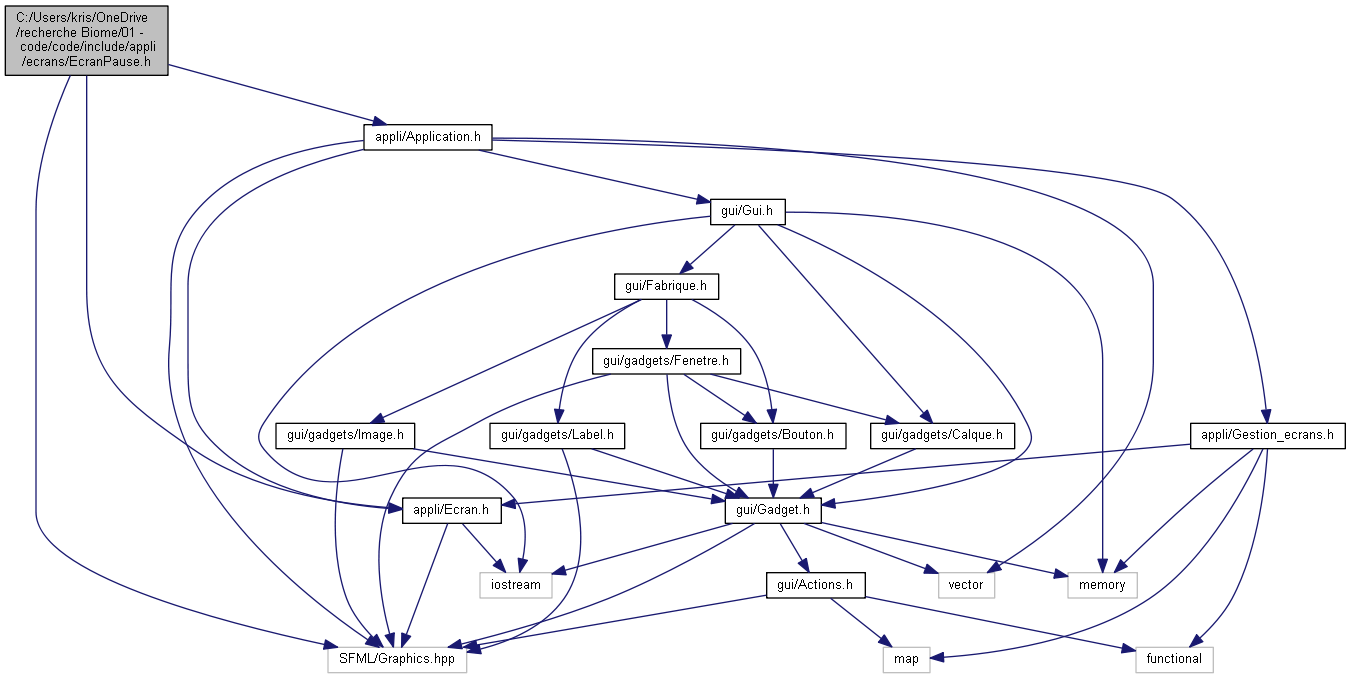 C:/Users/kris/OneDrive
/recherche Biome/01 -
code/code/include/appli
/ecrans/EcranPause.h
appli/Application.h
gui/Gui.h
gui/Fabrique.h
gui/gadgets/Fenetre.h
gui/gadgets/Image.h
gui/gadgets/Label.h
gui/gadgets/Bouton.h
gui/gadgets/Calque.h
appli/Gestion_ecrans.h
appli/Ecran.h
gui/Gadget.h
iostream
gui/Actions.h
vector
memory
SFML/Graphics.hpp
map
functional